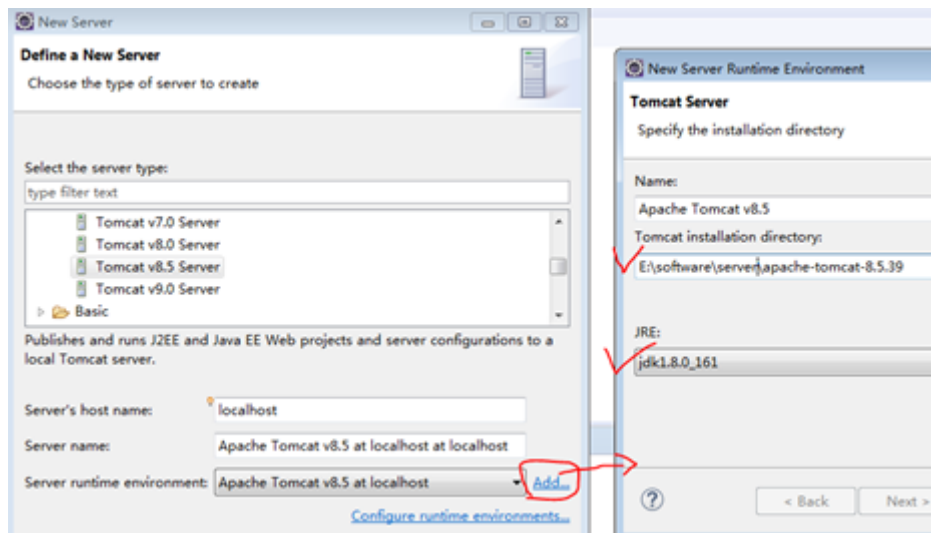 New Server
Define a New Server
Choose the type of server to create
Select the server type:
type filter text
Tomcat v7.0 Server
Tomcat v8.0 Server
Tomcat v8.5 Server
Tomcat v9.0 Server
Basic
Publishes and runs J2EE and Java EE Web projects and server configurations to a
local Tomcat server.
Server's host name: localhost
Server name: Apache Tomcat v8.5 at localhost at localhost
Server runtime environment: Apache Tomcat v8.5 at localhost Add...
Configure runtime environments...
New Server Runtime Environment
Tomcat Server
Specify the installation directory
Name:
Apache Tomcat v8.5
Tomcat installation directory:
E:\software\server\apache-tomcat-8.5.39
JRE:
jdk1.8.0_161
? < Back Next >